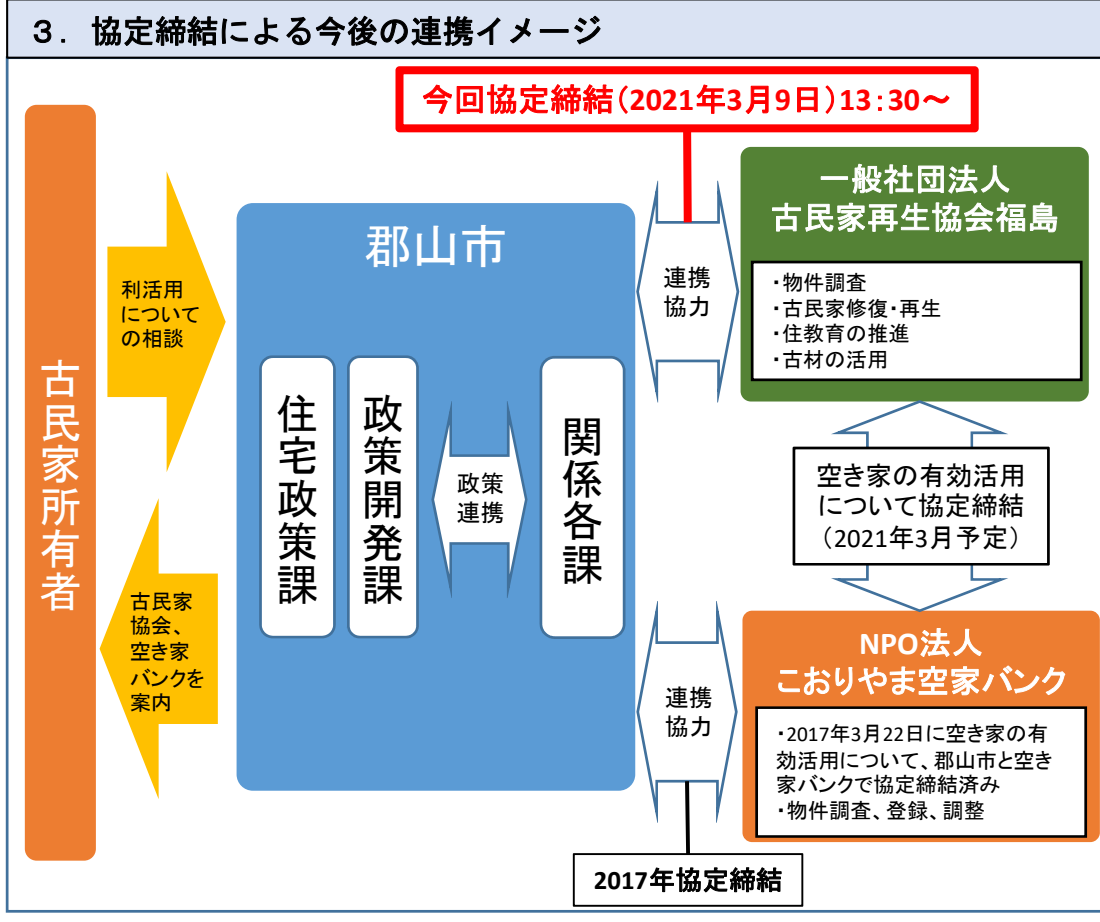 ３．協定締結による今後の連携イメージ
今回協定締結（2021年3月9日）13：30～
古民家所有者
利活用
について
の相談
古民家
協会、
空き家
バンクを
案内
郡山市
住宅政策課
政策開発課
政策
連携
関係各課
連携
協力
一般社団法人
古民家再生協会福島
・物件調査
・古民家修復・再生
・住教育の推進
・古材の活用
空き家の有効活用
について協定締結
（2021年3月予定）
連携
協力
NPO法人
こおりやま空家バンク
・2017年3月22日に空き家の有
効活用について、郡山市と空き
家バンクで協定締結済み
・物件調査、登録、調整
2017年協定締結